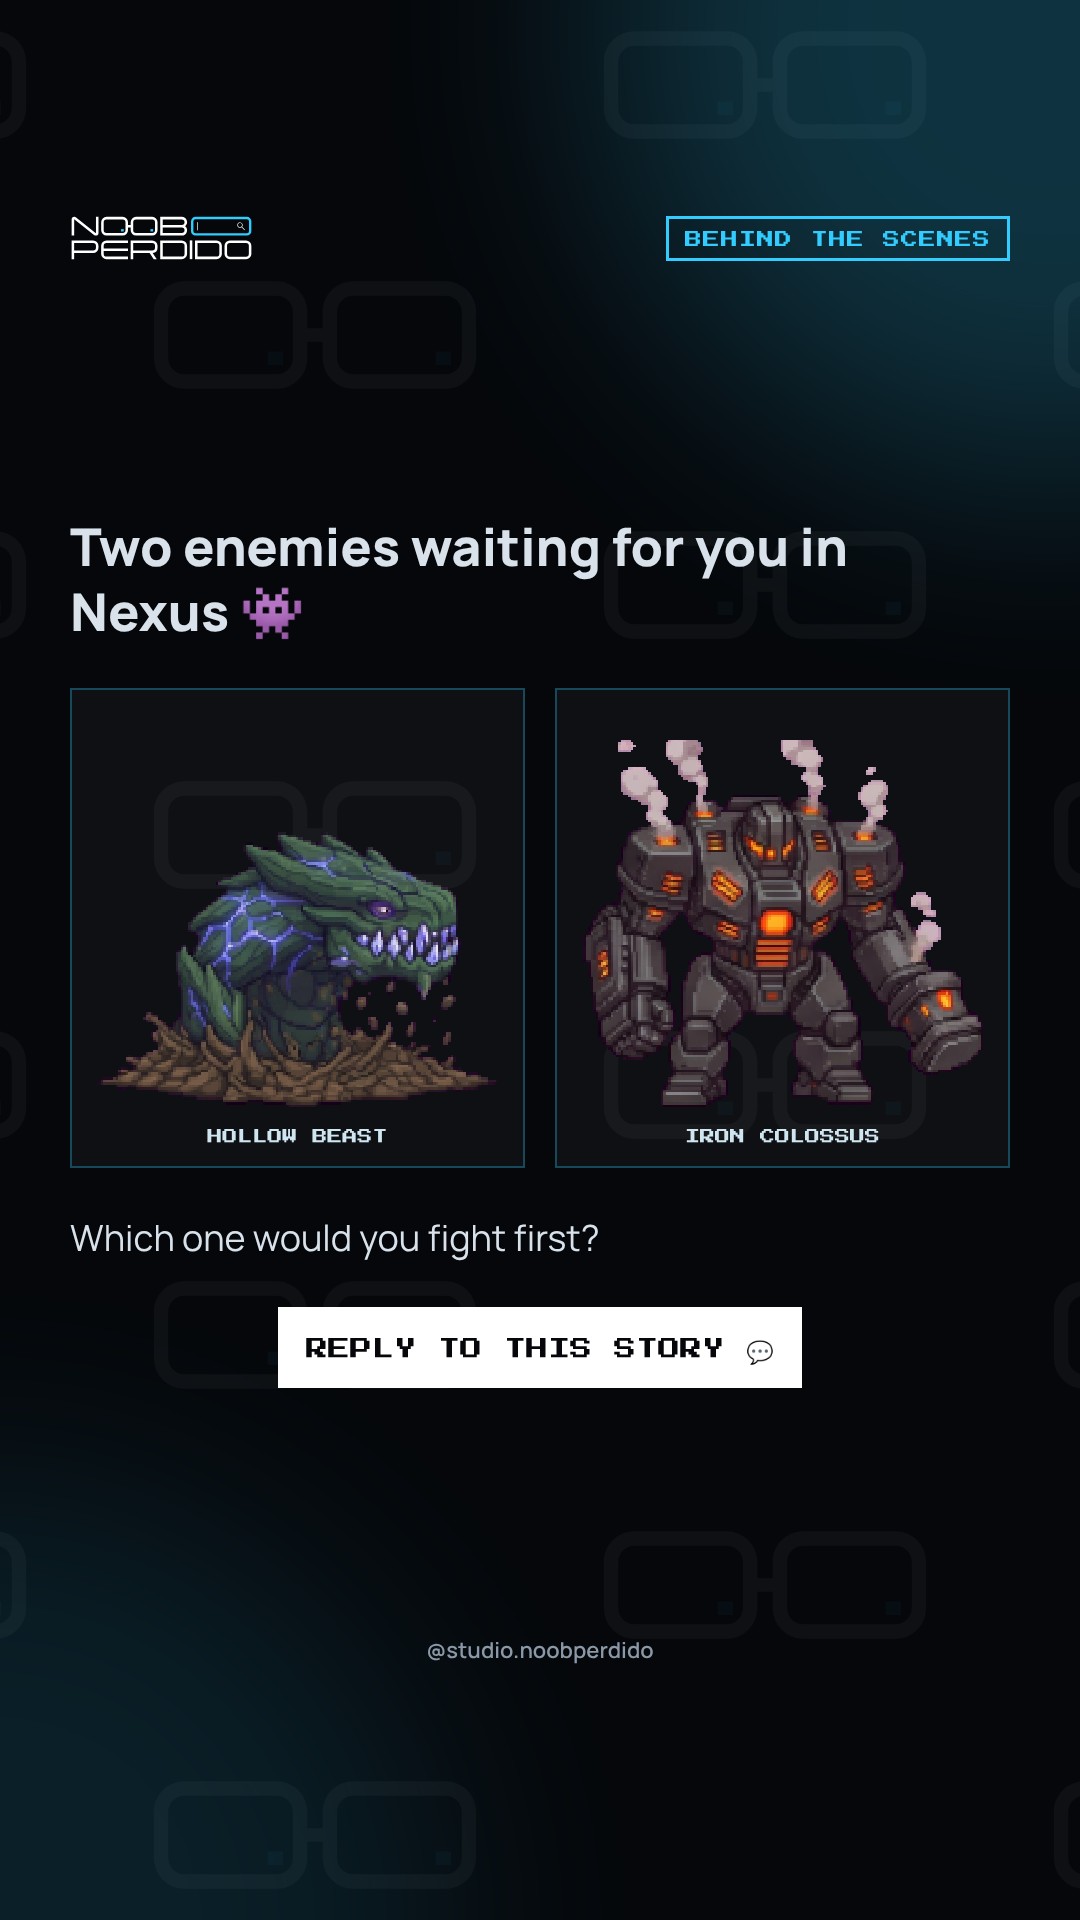 NOOB
PERDIDO
BEHIND THE SCENES
Two enemies waiting for you in
Nexus 👾
HOLLOW BEAST
IRON COLOSSUS
Which one would you fight first?
REPLY TO THIS STORY 💬
@studio.noobperdido